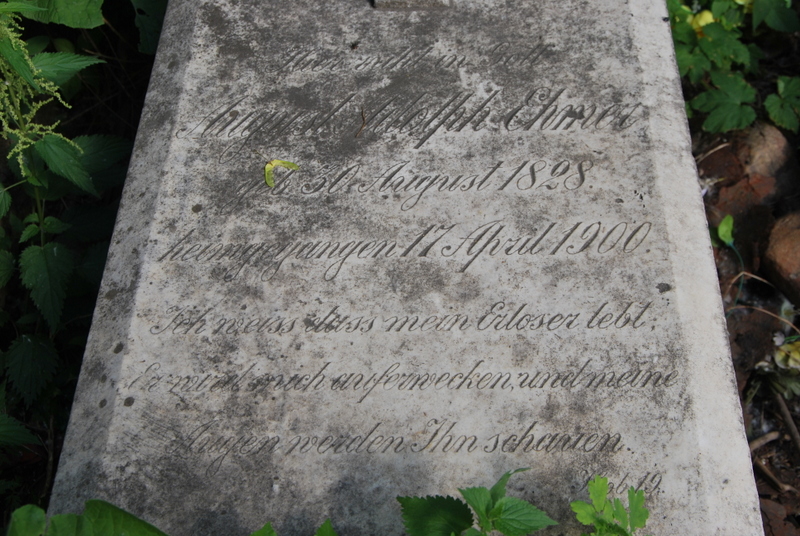 Hier ruht in Gott
August Adolph Ehmer
geb. 30. August 1828.
heimgegangen 17 April 1900.
Ich weiss dass mein Erloser lebt,
Er wird mich auferwecken, und meine
Augen werden Ihn schauen.
Hiob 19.